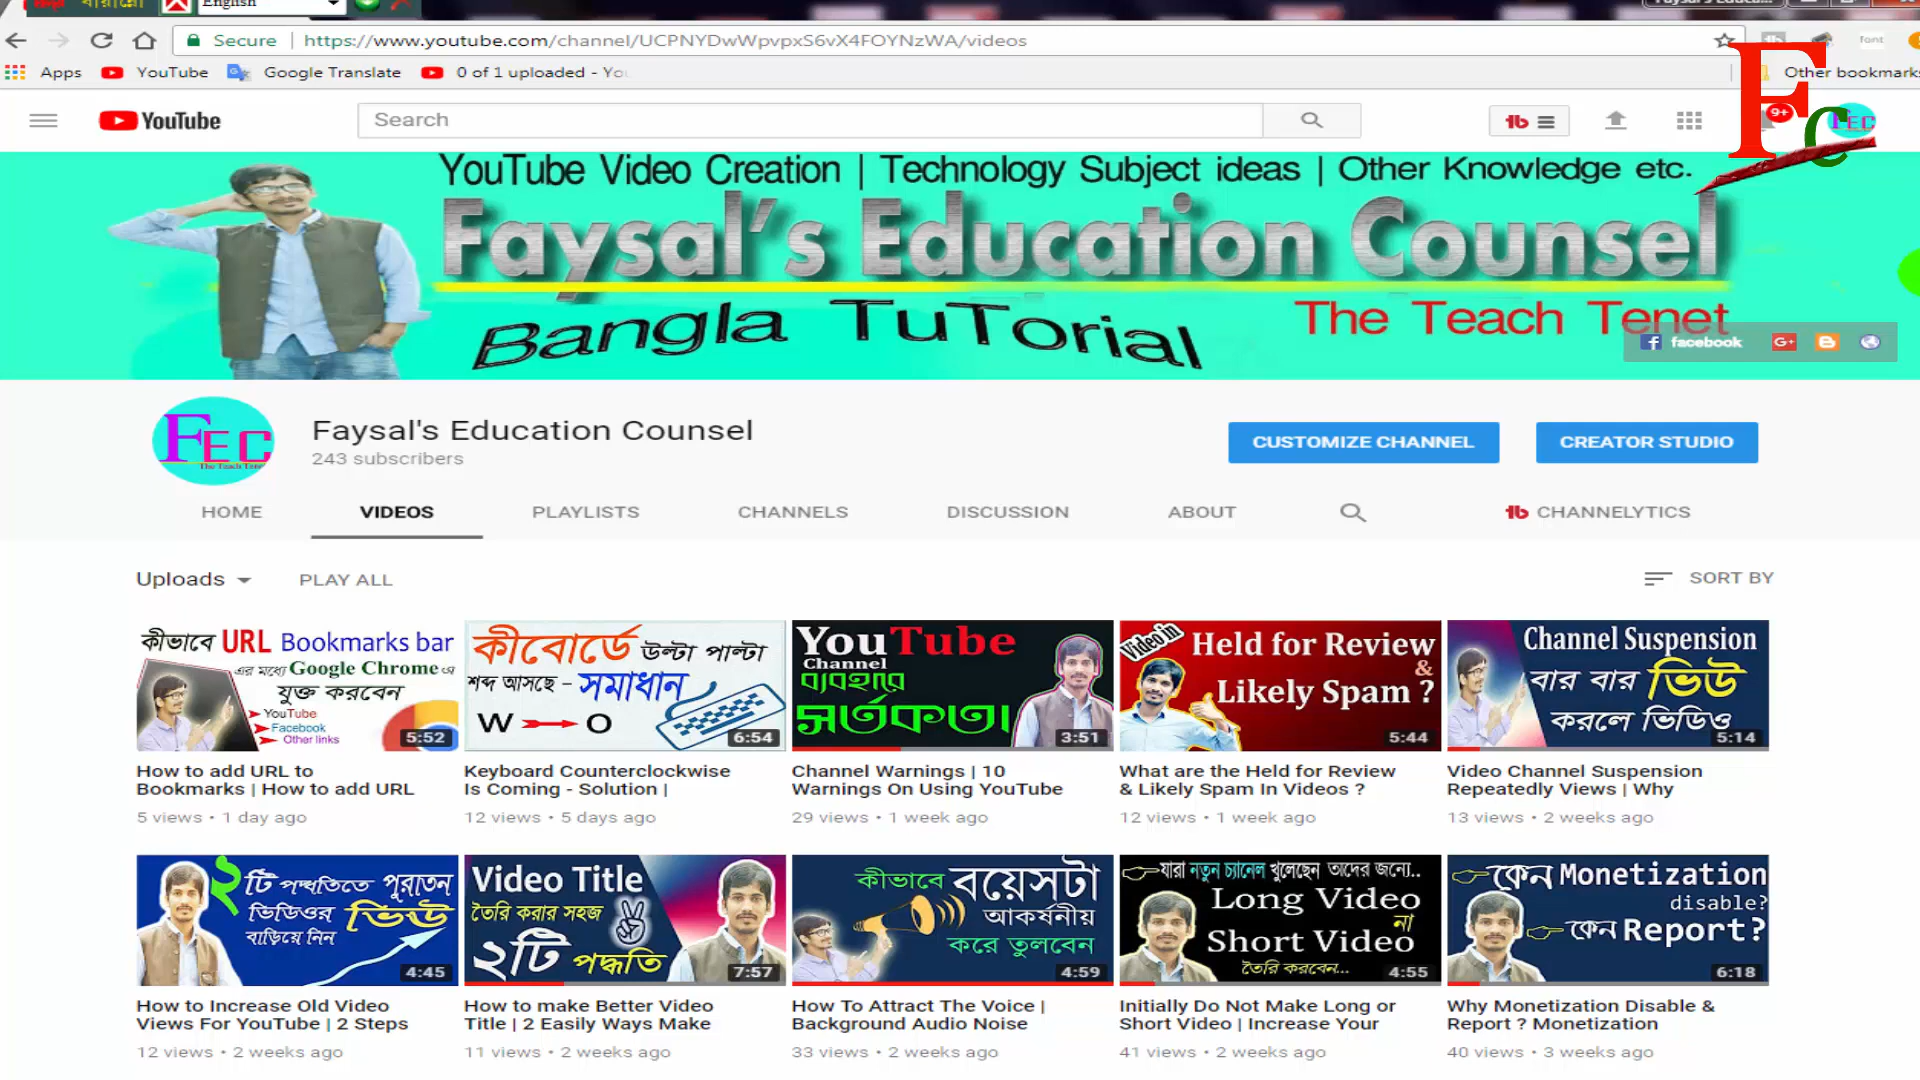 English
Secure
https://www.youtube.com/channel/UCPNYDwWpvpxS6vX4FOYNzWA/videos
font
Apps
YouTube
Google Translate
0 of 1 uploaded - You
Other bookmarks
YouTube
Search
9+
FEC
Fc
YouTube Video Creation | Technology Subject ideas | Other Knowledge etc.
Faysal's Education Counsel
Bangla TuTorial
The Teach Tenet
facebook
G+
FEC
The Teach Tenet
Faysal's Education Counsel
243 subscribers
CUSTOMIZE CHANNEL
CREATOR STUDIO
HOME
VIDEOS
PLAYLISTS
CHANNELS
DISCUSSION
ABOUT
CHANNELYTICS
Uploads
PLAY ALL
SORT BY
কীভাবে URL Bookmarks bar
এর মধ্যে Google Chrome এ
যুক্ত করবেন
YouTube
Facebook
Other links
5:52
How to add URL to
Bookmarks | How to add URL
5 views • 1 day ago
কীবোর্ডে উল্টা পাল্টা
শব্দ আসছে - সমাধান
W O
6:54
Keyboard Counterclockwise
Is Coming - Solution |
12 views • 5 days ago
YouTube
Channel
ব্যবহারে
সর্তকতা
3:51
Channel Warnings | 10
Warnings On Using YouTube
29 views • 1 week ago
Video in
Held for Review
&
Likely Spam ?
5:44
What are the Held for Review
& Likely Spam In Videos ?
12 views • 1 week ago
Channel Suspension
বার বার ভিউ
করলে ভিডিও
5:14
Video Channel Suspension
Repeatedly Views | Why
13 views • 2 weeks ago
২টি পদ্ধতিতে পুরাতন
ভিডিওর ভিউ
বাড়িয়ে নিন
4:45
How to Increase Old Video
Views For YouTube | 2 Steps
12 views • 2 weeks ago
Video Title
তৈরি করার সহজ
২টি পদ্ধতি
7:57
How to make Better Video
Title | 2 Easily Ways Make
11 views • 2 weeks ago
কীভাবে বয়েসটা
আকর্ষনীয়
করে তুলবেন
4:59
How To Attract The Voice |
Background Audio Noise
33 views • 2 weeks ago
যারা নতুন চ্যানেল খুলেছেন তাদের জন্যে..
Long Video
না
Short Video
তৈরি করবেন...
4:55
Initially Do Not Make Long or
Short Video | Increase Your
41 views • 2 weeks ago
কেন Monetization
disable?
কেন Report?
6:18
Why Monetization Disable &
Report ? Monetization
40 views • 3 weeks ago